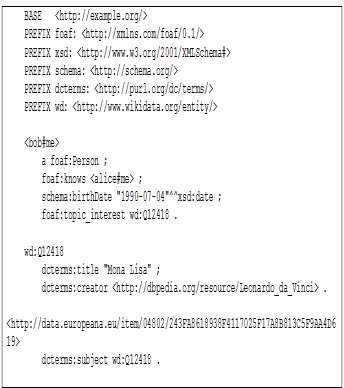 BASE <http://example.org/>
PREFIX foaf: <http://xmlns.com/foaf/0.1/>
PREFIX xsd: <http://www.w3.org/2001/XMLSchema#>
PREFIX schema: <http://schema.org/>
PREFIX dcterms: <http://purl.org/dc/terms/>
PREFIX wd: <http://www.wikidata.org/entity/>
<bob#me>
a foaf:Person ;
foaf:knows <alice#me> ;
schema:birthDate "1990-07-04"^^xsd:date ;
foaf:topic_interest wd:Q12418 .
wd:Q12418
dcterms:title "Mona Lisa" ;
dcterms:creator <http://dbpedia.org/resource/Leonardo_da_Vinci> .
<http://data.europeana.eu/item/04802/243FA8618938F4117025F17A8B813C5F9AA4D6
19>
dcterms:subject wd:Q12418 .